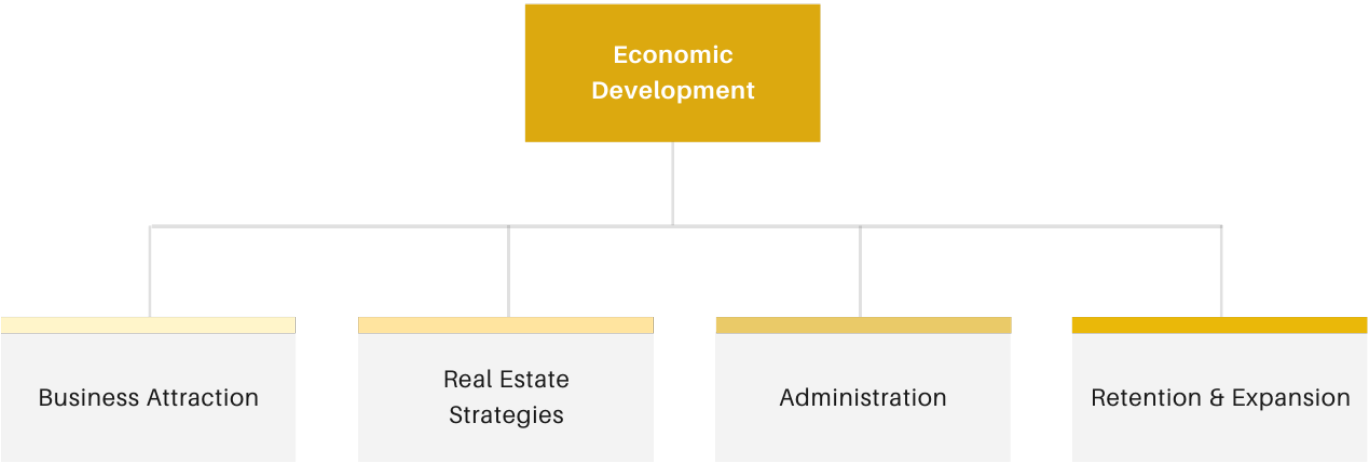 Economic
Development
Business Attraction
Real Estate
Strategies
Administration
Retention & Expansion